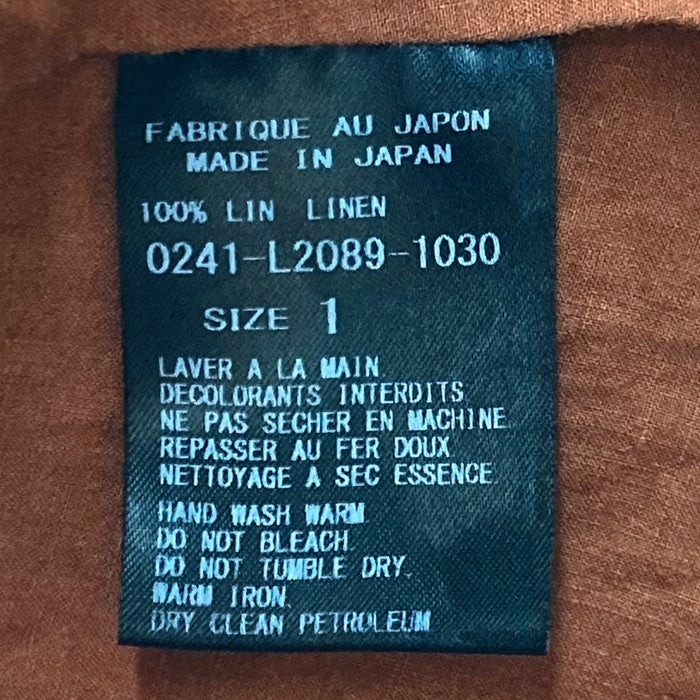 FABRIQUE AU JAPON
MADE IN JAPAN
100% LIN LINEN
0241-L2089-1030
SIZE 1
LAVER A LA MAIN
DECOLORANTS INTERDITS
NE PAS SECHER EN MACHINE
REPASSER AU FER DOUX
NETTOYAGE A SEC ESSENCE
HAND WASH WARM.
DO NOT BLEACH.
DO NOT TUMBLE DRY.
WARM IRON.
DRY CLEAN PETROLEUM